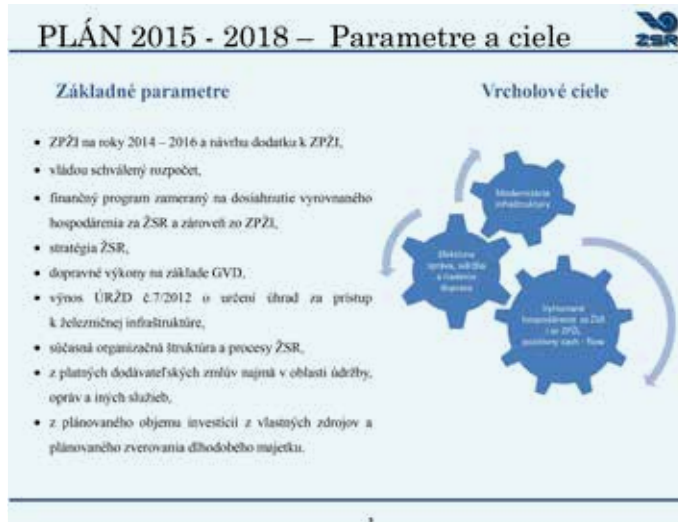 PLÁN 2015 - 2018 – Parametre a ciele
ŽSR
Základné parametre
• ZPŽI na roky 2014 – 2016 a návrhu dodatku k ZPŽI,
• vládou schválený rozpočet,
• finančný program zameraný na dosiahnutie vyrovnaného
hospodárenia za ŽSR a zároveň zo ZPŽI,
• stratégia ŽSR,
• dopravné výkony na základe GVD,
• výnos ÚRŽD č.7/2012 o určení úhrad za prístup
k železničnej infraštruktúre,
• súčasná organizačná štruktúra a procesy ŽSR,
• z platných dodávateľských zmlúv najmä v oblasti údržby,
opráv a iných služieb,
• z plánovaného objemu investícií z vlastných zdrojov a
plánovaného zverovania dlhodobého majetku.
Vrcholové ciele
Modernizácia
infraštruktúry
Efektívna
správa, údržba
a riadenie
dopravy
Vyrovnané
hospodárenie za ŽSR
i zo ZPŽI,
pozitívny cash - flow